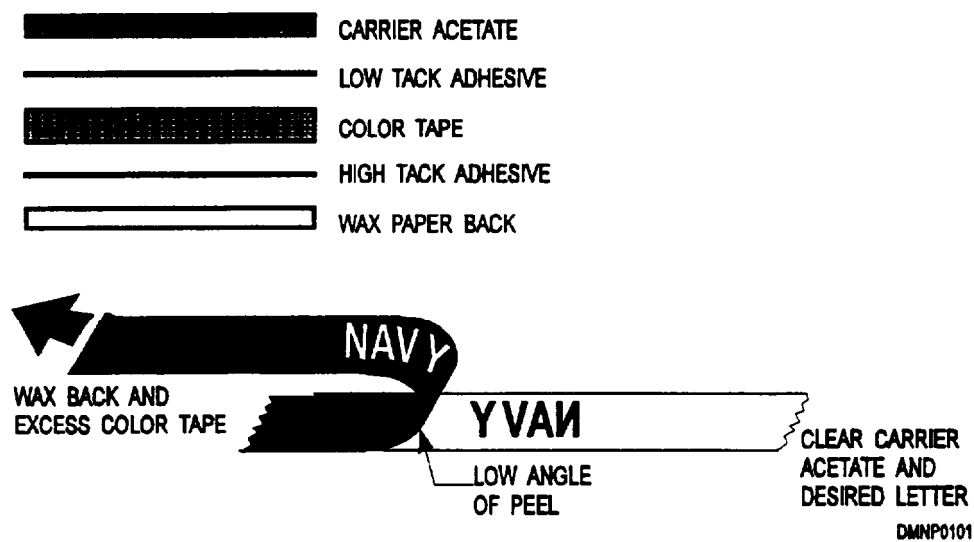 CARRIER ACETATE
LOW TACK ADHESIVE
COLOR TAPE
HIGH TACK ADHESIVE
WAX PAPER BACK
NAVY
WAX BACK AND
EXCESS COLOR TAPE
YVAИ
LOW ANGLE
OF PEEL
CLEAR CARRIER
ACETATE AND
DESIRED LETTER
DMNP0101